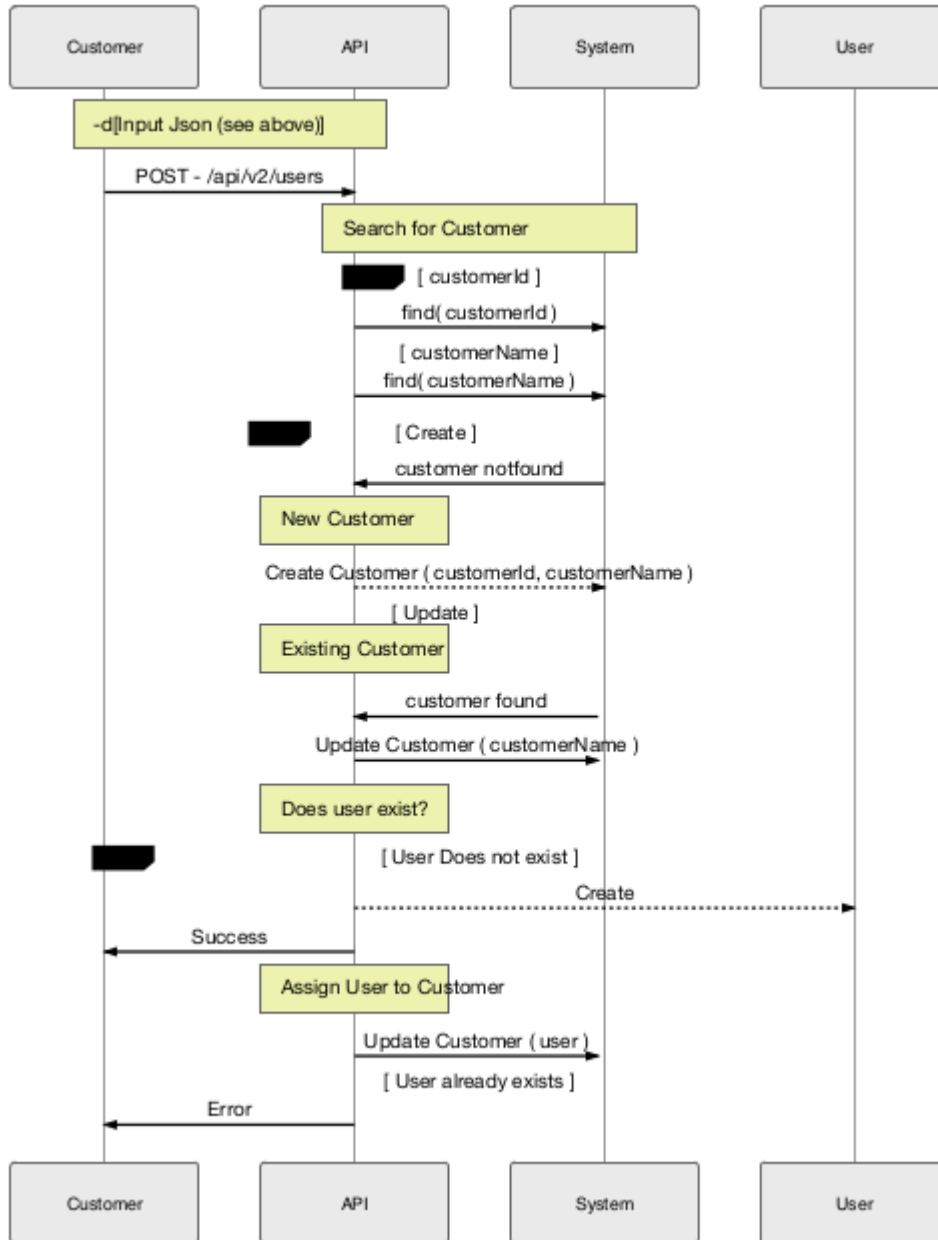 Customer API System User
-d[Input Json (see above)]
POST - /api/v2/users
Search for Customer
[ customerId ]
find( customerId )
[ customerName ]
find( customerName )
[ Create ]
customer notfound
New Customer
Create Customer ( customerId, customerName )
[ Update ]
Existing Customer
customer found
Update Customer ( customerName )
Does user exist?
[ User Does not exist ]
Create
Success
Assign User to Customer
Update Customer ( user )
[ User already exists ]
Error
Customer API System User